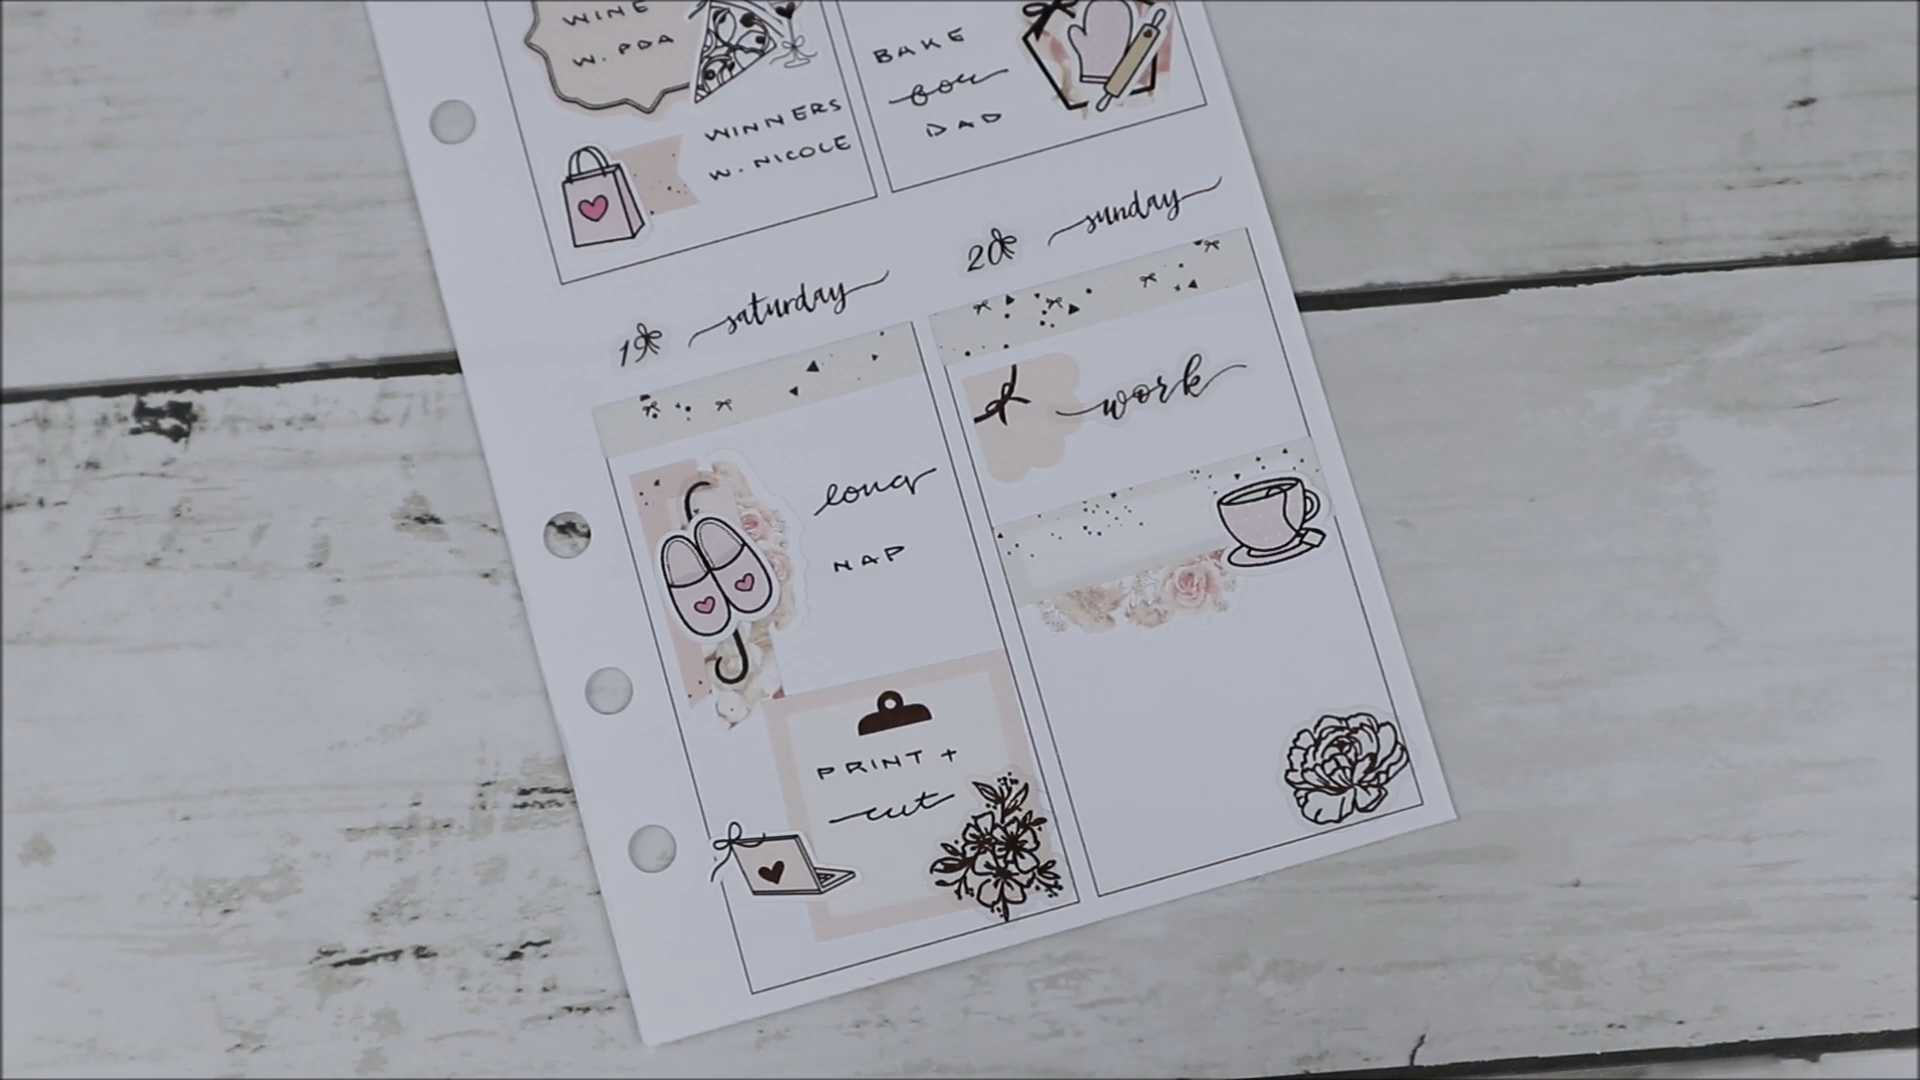 WINE
W. PDA
WINNERS
W. NICOLE
BAKE
for
DAD
19 saturday
long
NAP
PRINT +
cut
20 sunday
work